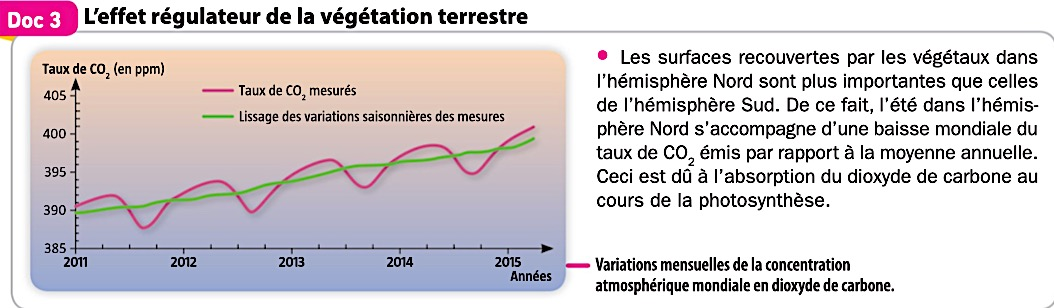 Doc 3
L'effet régulateur de la végétation terrestre
Taux de CO₂ (en ppm)
405
400
395
390
385
Taux de CO₂ mesurés
Lissage des variations saisonnières des mesures
2011
2012
2013
2014
2015
Années
• Les surfaces recouvertes par les végétaux dans
l'hémisphère Nord sont plus importantes que celles
de l'hémisphère Sud. De ce fait, l'été dans l'hémis-
phère Nord s'accompagne d'une baisse mondiale du
taux de CO₂ émis par rapport à la moyenne annuelle.
Ceci est dû à l'absorption du dioxyde de carbone au
cours de la photosynthèse.
Variations mensuelles de la concentration
atmosphérique mondiale en dioxyde de carbone.